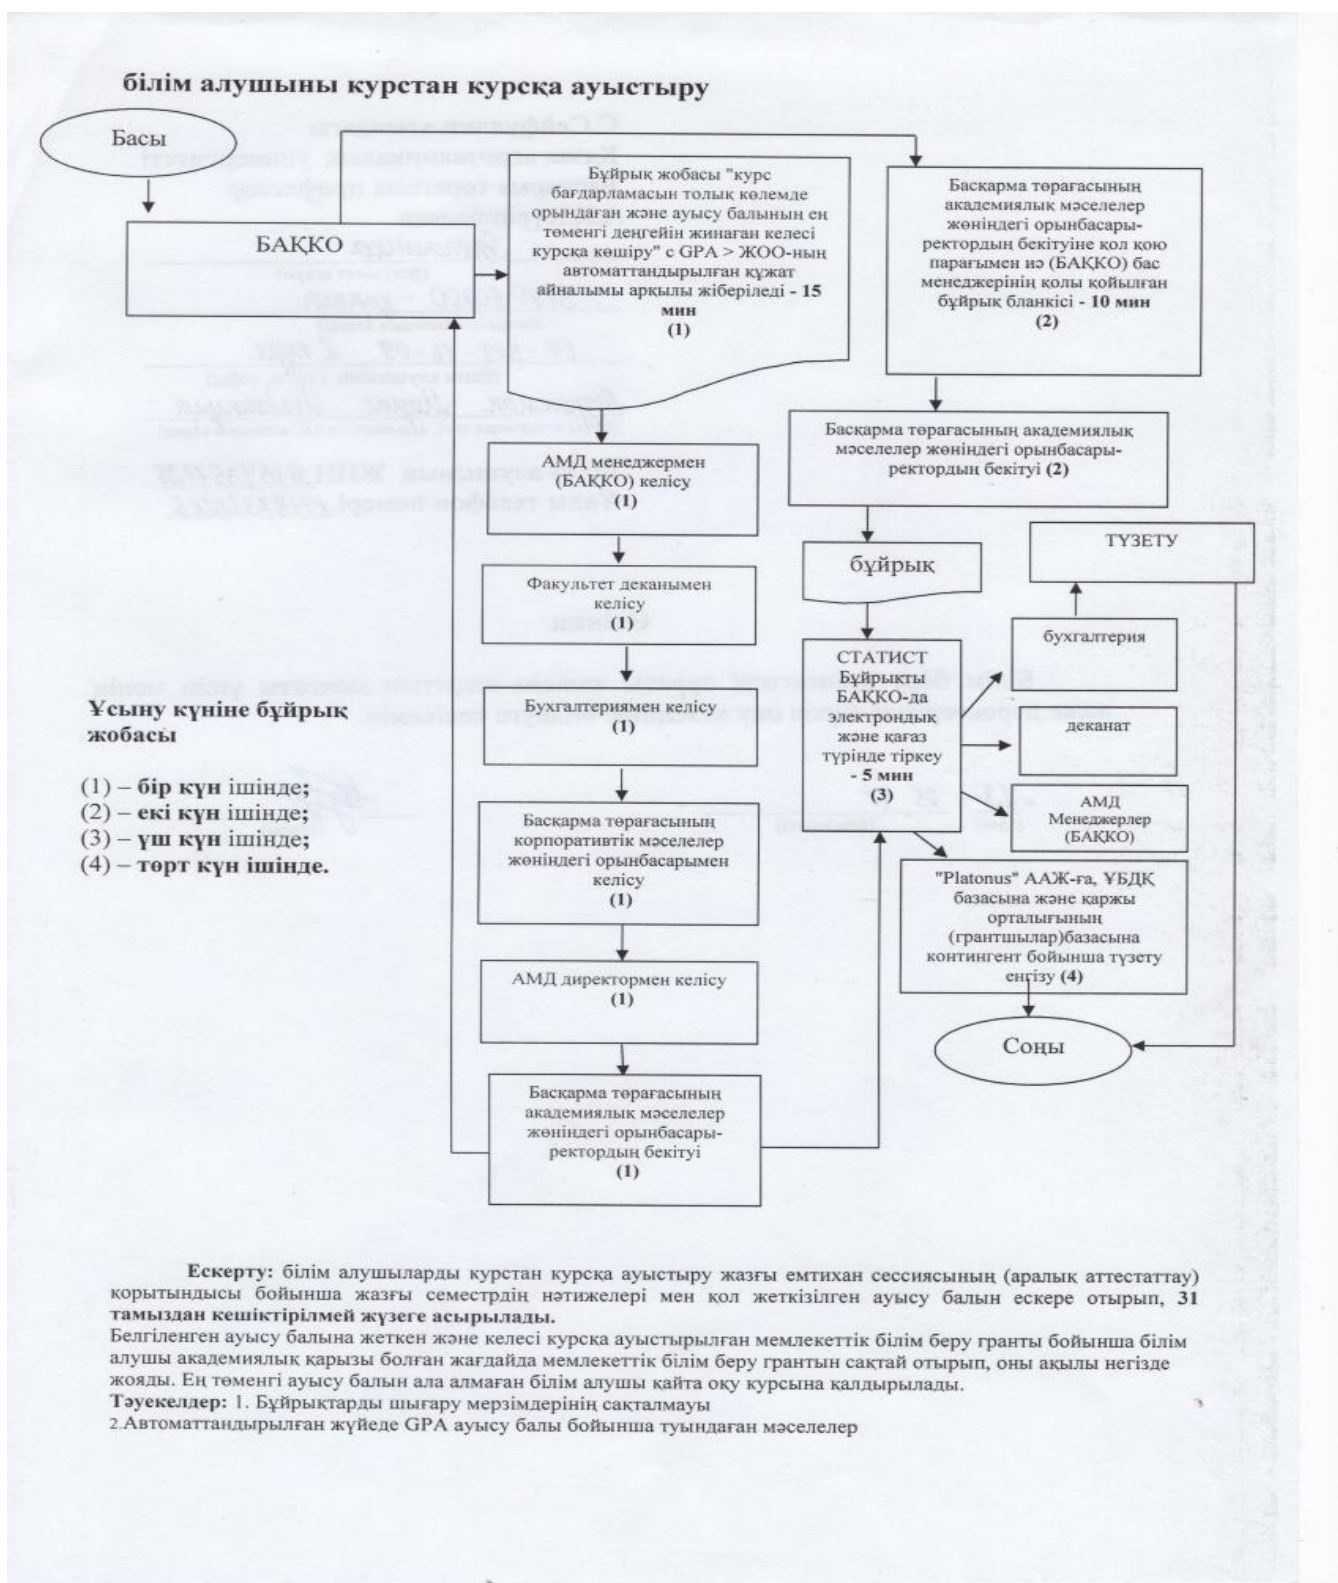 білім алушыны курстан курсқа ауыстыру
Басы
БАҚКО
Бұйрық жобасы "курс
бағдарламасын толық көлемде
орындаған және ауысу балының ең
төменгі деңгейін жинаған келесі
курсқа көшіру" с GPA > ЖОО-ның
автоматтандырылған құжат
айналымы арқылы жіберіледі - 15
мин
(1)
Басқарма төрағасының
академиялық мәселелер
жөніндегі орынбасары-
ректордың бекітуіне қол қою
парағымен иә (БАҚКО) бас
менеджерінің қолы қойылған
бұйрық бланкісі - 10 мин
(2)
АМД менеджермен
(БАҚКО) келісу
(1)
Факультет деканымен
келісу
(1)
Бухгалтериямен келісу
(1)
Басқарма төрағасының
корпоративтік мәселелер
жөніндегі орынбасарымен
келісу
(1)
АМД директормен келісу
(1)
Басқарма төрағасының
академиялық мәселелер
жөніндегі орынбасары-
ректордың бекітуі
(1)
Басқарма төрағасының академиялық
мәселелер жөніндегі орынбасары-
ректордың бекітуі (2)
бұйрық
СТАТИСТ
Бұйрықты
БАҚКО-да
электрондық
және қағаз
түрінде тіркеу
- 5 мин
(3)
ТҮЗЕТУ
бухгалтерия
деканат
АМД
Менеджерлер
(БАҚКО)
"Platonus" ААЖ-ға, ҰБДҚ
базасына және қаржы
орталығының
(грантшылар)базасына
контингент бойынша түзету
енгізу (4)
Соңы
Ұсыну күніне бұйрық
жобасы
(1) – бір күн ішінде;
(2) – екі күн ішінде;
(3) – үш күн ішінде;
(4) – төрт күн ішінде.
Ескерту: білім алушыларды курстан курсқа ауыстыру жазғы емтихан сессиясының (аралық аттестаттау)
қорытындысы бойынша жазғы семестрдің нәтижелері мен қол жеткізілген ауысу балын ескере отырып, 31
тамыздан кешіктірілмей жүзеге асырылады.
Белгіленген ауысу балына жеткен және келесі курсқа ауыстырылған мемлекеттік білім беру гранты бойынша білім
алушы академиялық қарызы болған жағдайда мемлекеттік білім беру грантын сақтай отырып, оны ақылы негізде
жояды. Ең төменгі ауысу балын ала алмаған білім алушы қайта оқу курсына қалдырылады.
Тәуекелдер: 1. Бұйрықтарды шығару мерзімдерінің сақталмауы
2.Автоматтандырылған жүйеде GPA ауысу балы бойынша туындаған мәселелер